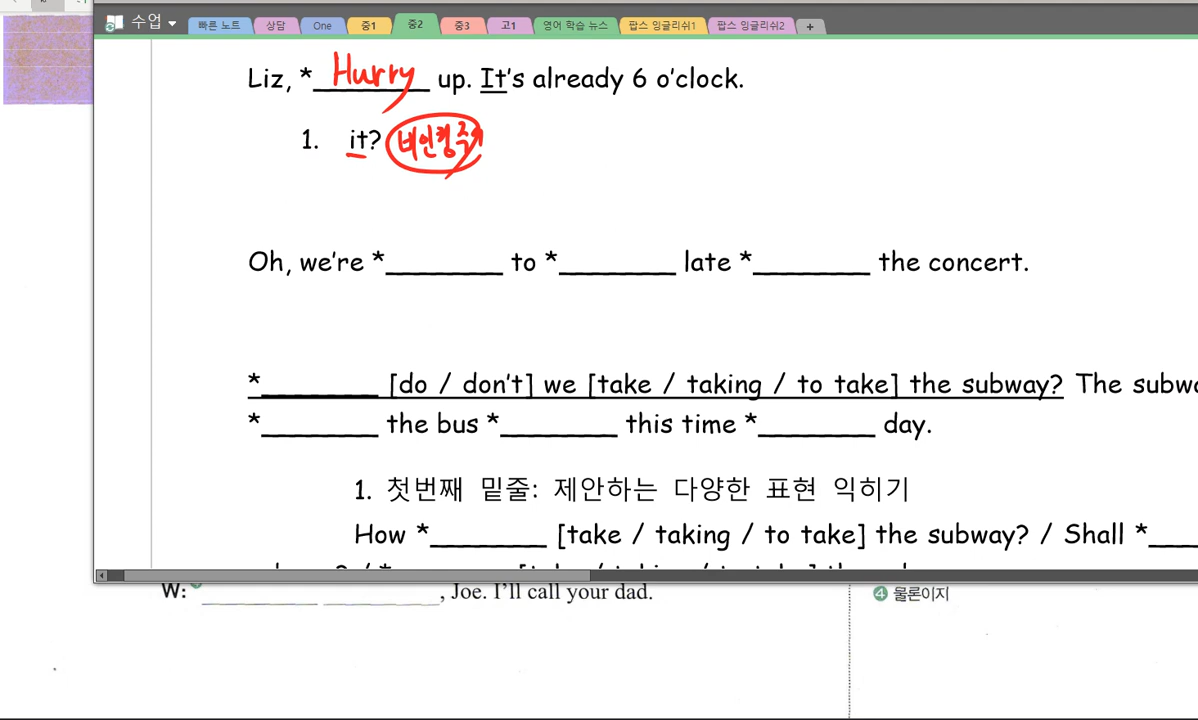 수업 빠른 노트 상담 One 중1 중2 중3 고1 영어 학습 뉴스 팝스 잉글리쉬1 팝스 잉글리쉬2 +
Liz, * Hurry up. It's already 6 o'clock.
1. it? 비인칭주어
Oh, we're *________ to *________ late *________ the concert.
*________ [do / don't] we [take / taking / to take] the subway? The subw
*________ the bus *________ this time *________ day.
1. 첫번째 밑줄: 제안하는 다양한 표현 익히기
How *________ [take / taking / to take] the subway? / Shall *____
W: ________ ________, Joe. I'll call your dad.
4 물론이지